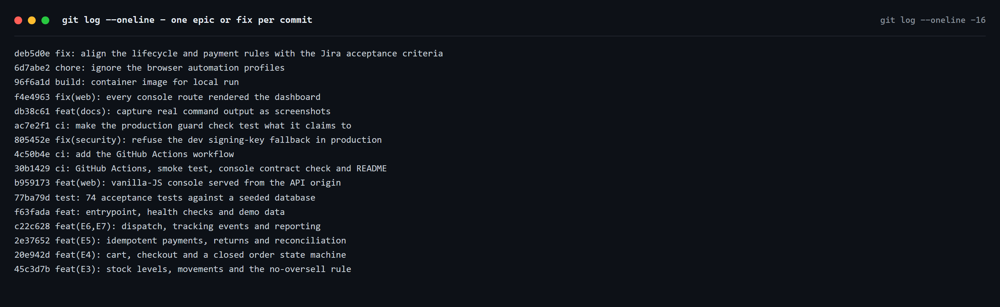 git log --oneline - one epic or fix per commit
git log --oneline -16
deb5d0e fix: align the lifecycle and payment rules with the Jira acceptance criteria
6d7abe2 chore: ignore the browser automation profiles
96f6a1d build: container image for local run
f4e4963 fix(web): every console route rendered the dashboard
db38c61 feat(docs): capture real command output as screenshots
ac7e2f1 ci: make the production guard check test what it claims to
805452e fix(security): refuse the dev signing-key fallback in production
4c50b4e ci: add the GitHub Actions workflow
30b1429 ci: GitHub Actions, smoke test, console contract check and README
b959173 feat(web): vanilla-JS console served from the API origin
77ba79d test: 74 acceptance tests against a seeded database
f63fada feat: entrypoint, health checks and demo data
c22c628 feat(E6,E7): dispatch, tracking events and reporting
2e37652 feat(E5): idempotent payments, returns and reconciliation
20e942d feat(E4): cart, checkout and a closed order state machine
45c3d7b feat(E3): stock levels, movements and the no-oversell rule